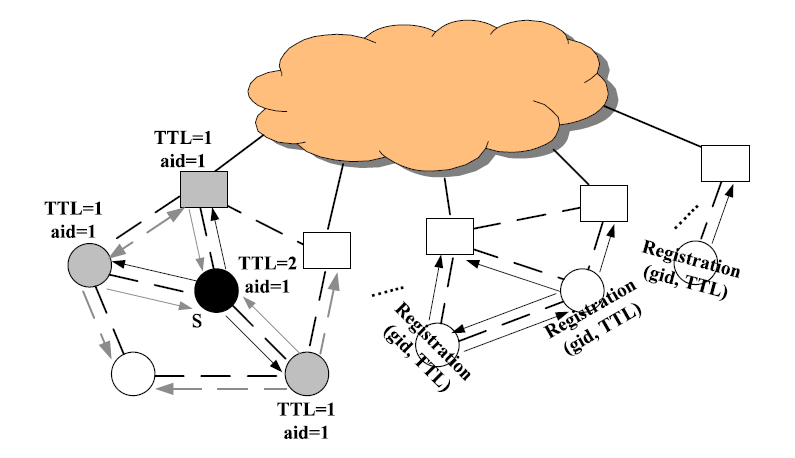 TTL=1
aid=1
TTL=1
aid=1
TTL=2
aid=1
S
TTL=1
aid=1
Registration
(gid, TTL)
Registration
(gid, TTL)
Registration
(gid, TTL)